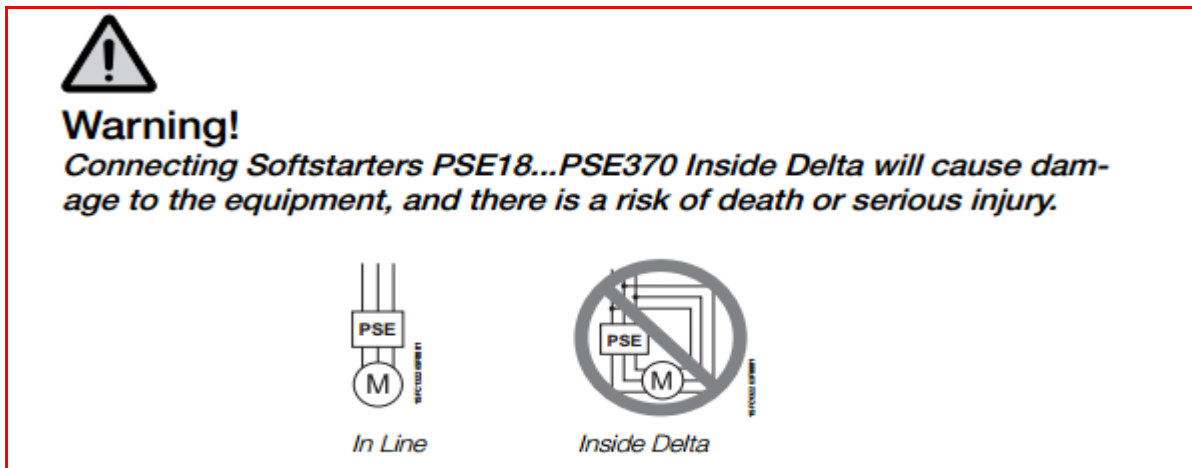 Warning!
Connecting Softstarters PSE18...PSE370 Inside Delta will cause dam-
age to the equipment, and there is a risk of death or serious injury.
PSE
M
In Line
PSE
M
Inside Delta